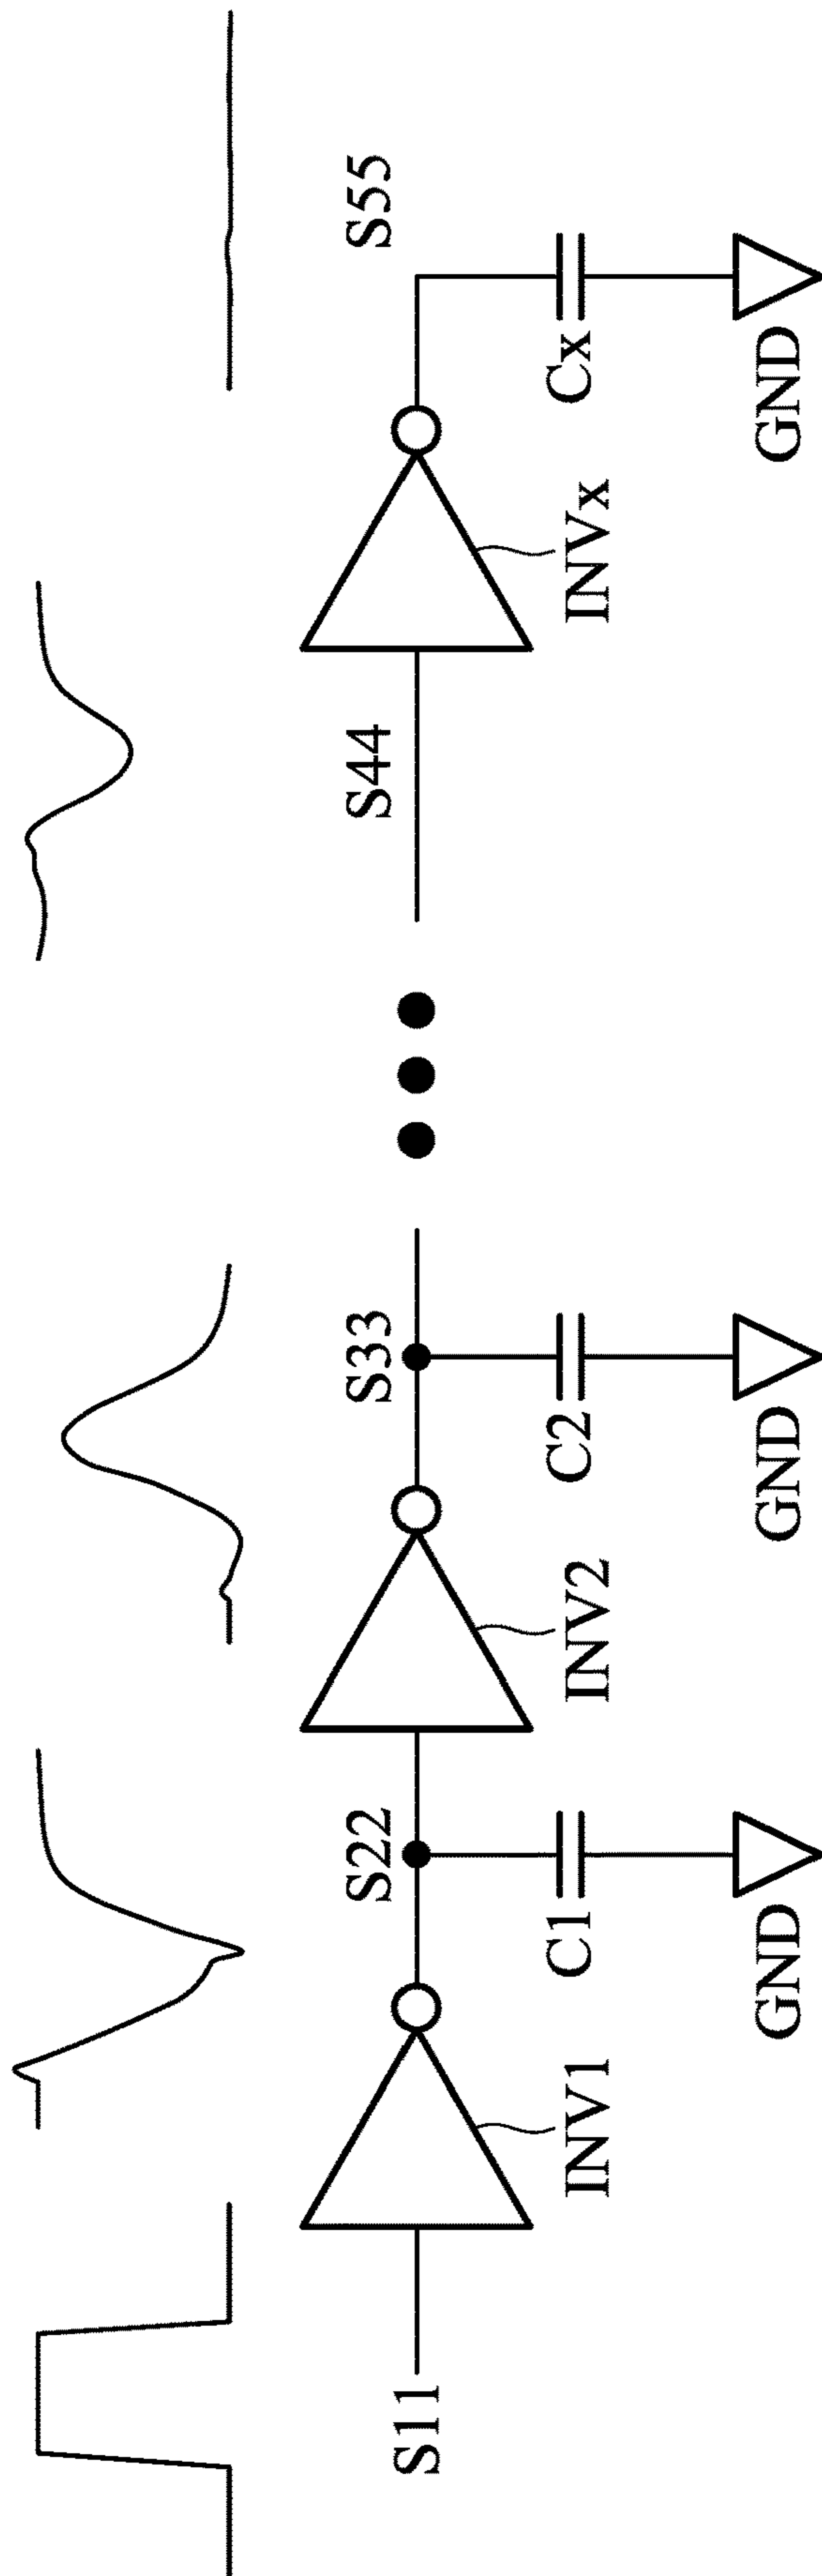 S11
INV1
S22
C1
GND
INV2
S33
C2
GND
S44
INVx
S55
Cx
GND